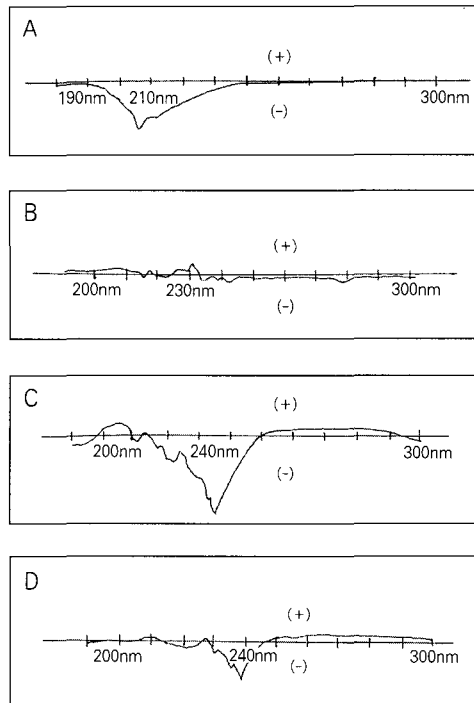 A
(+)
190nm 210nm 300nm
(-)
B
(+)
200nm 230nm 300nm
(-)
C
(+)
200nm 240nm 300nm
(-)
D
(+)
200nm 240nm 300nm
(-)